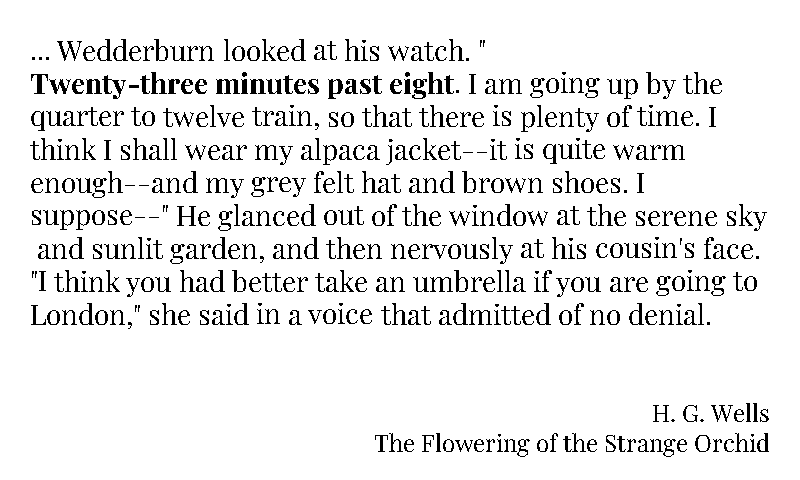 ... Wedderburn looked at his watch. "
Twenty-three minutes past eight. I am going up by the
quarter to twelve train, so that there is plenty of time. I
think I shall wear my alpaca jacket--it is quite warm
enough--and my grey felt hat and brown shoes. I
suppose--" He glanced out of the window at the serene sky
and sunlit garden, and then nervously at his cousin's face.
"I think you had better take an umbrella if you are going to
London," she said in a voice that admitted of no denial.
H. G. Wells
The Flowering of the Strange Orchid